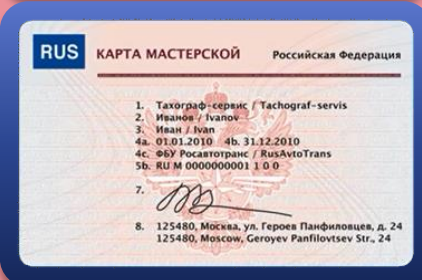 RUS КАРТА МАСТЕРСКОЙ Российская Федерация
1. Тахограф-сервис / Tachograf-servis
2. Иванов / Ivanov
3. Иван / Ivan
4a. 01.01.2010 4b. 31.12.2010
4c. ФБУ Росавтотранс / RusAvtoTrans
5b. RU M 0000000001 1 0 0
7.
8. 125480, Москва, ул. Героев Панфиловцев, д. 24
125480, Moscow, Geroyev Panfilovtsev Str., 24